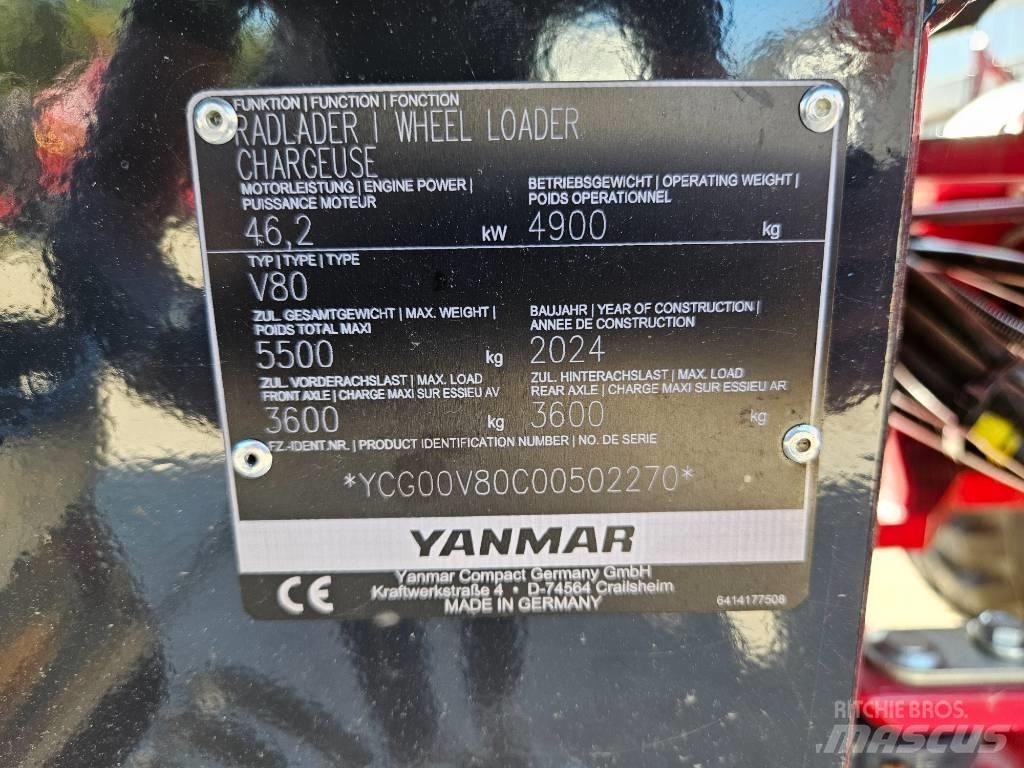 FUNKTION | FUNCTION | FONCTION
RADLADER | WHEEL LOADER
CHARGEUSE
MOTORLEISTUNG | ENGINE POWER |
PUISSANCE MOTEUR
46,2 kW
BETRIEBSGEWICHT | OPERATING WEIGHT |
POIDS OPERATIONNEL
4900 kg
TYP | TYPE | TYPE
V80
ZUL. GESAMTGEWICHT | MAX. WEIGHT |
POIDS TOTAL MAXI
5500 kg
BAUJAHR | YEAR OF CONSTRUCTION |
ANNEE DE CONSTRUCTION
2024
ZUL. VORDERACHSLAST | MAX. LOAD
FRONT AXLE | CHARGE MAXI SUR ESSIEU AV
3600 kg
ZUL. HINTERACHSLAST | MAX. LOAD
REAR AXLE | CHARGE MAXI SUR ESSIEU AR
3600 kg
FZ.-IDENT.NR. | PRODUCT IDENTIFICATION NUMBER | NO. DE SERIE
*YCG00V80C00502270*
YANMAR
CE
Yanmar Compact Germany GmbH
Kraftwerkstraße 4 • D-74564 Crailsheim
MADE IN GERMANY
6414177508
RITCHIE BROS.
MASCUS